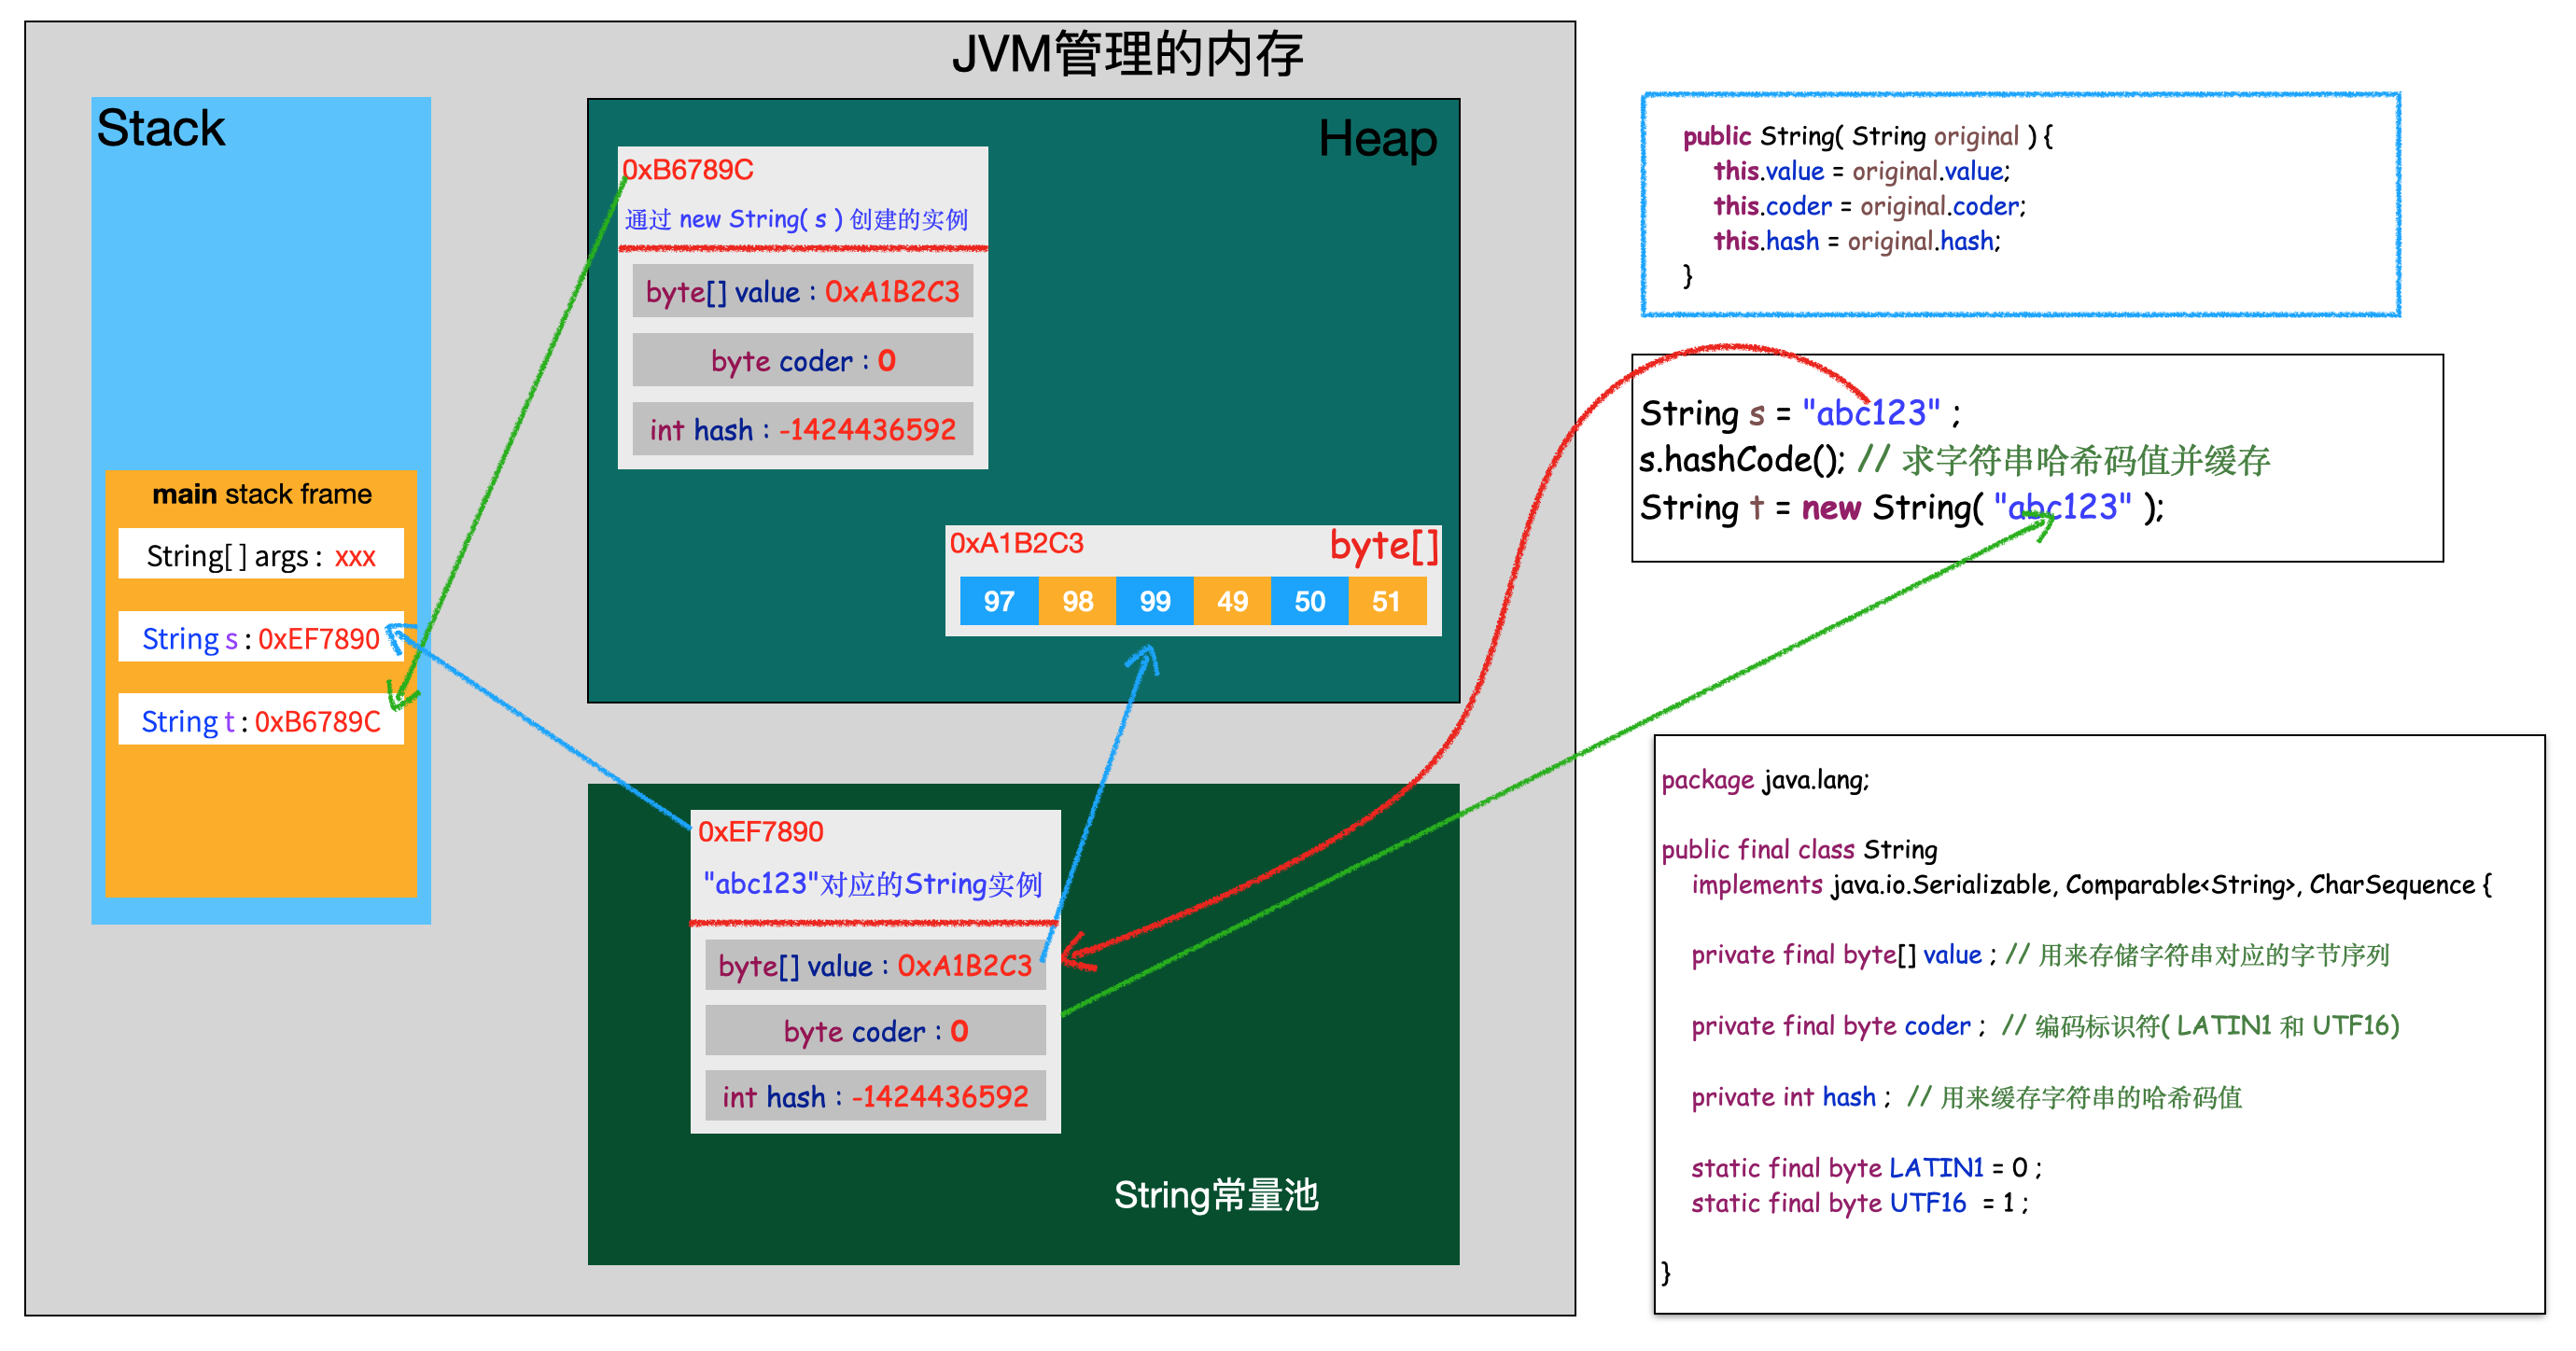 JVM管理的内存
Stack
main stack frame
String[ ] args : xxx
String s : 0xEF7890
String t : 0xB6789C
Heap
0xB6789C
通过 new String( s ) 创建的实例
byte[] value : 0xA1B2C3
byte coder : 0
int hash : -1424436592
0xA1B2C3
byte[]
97 98 99 49 50 51
0xEF7890
"abc123"对应的String实例
byte[] value : 0xA1B2C3
byte coder : 0
int hash : -1424436592
String常量池
public String( String original ) {
this.value = original.value;
this.coder = original.coder;
this.hash = original.hash;
}
String s = "abc123" ;
s.hashCode(); // 求字符串哈希码值并缓存
String t = new String( "abc123" );
package java.lang;
public final class String
implements java.io.Serializable, Comparable<String>, CharSequence {
private final byte[] value ; // 用来存储字符串对应的字节序列
private final byte coder ; // 编码标识符( LATIN1 和 UTF16)
private int hash ; // 用来缓存字符串的哈希码值
static final byte LATIN1 = 0 ;
static final byte UTF16 = 1 ;
}